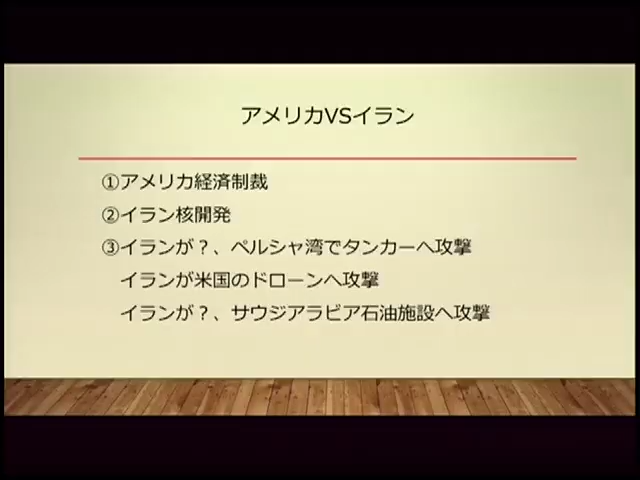 アメリカVSイラン
①アメリカ経済制裁
②イラン核開発
③イランが？、ペルシャ湾でタンカーへ攻撃
イランが米国のドローンへ攻撃
イランが？、サウジアラビア石油施設へ攻撃